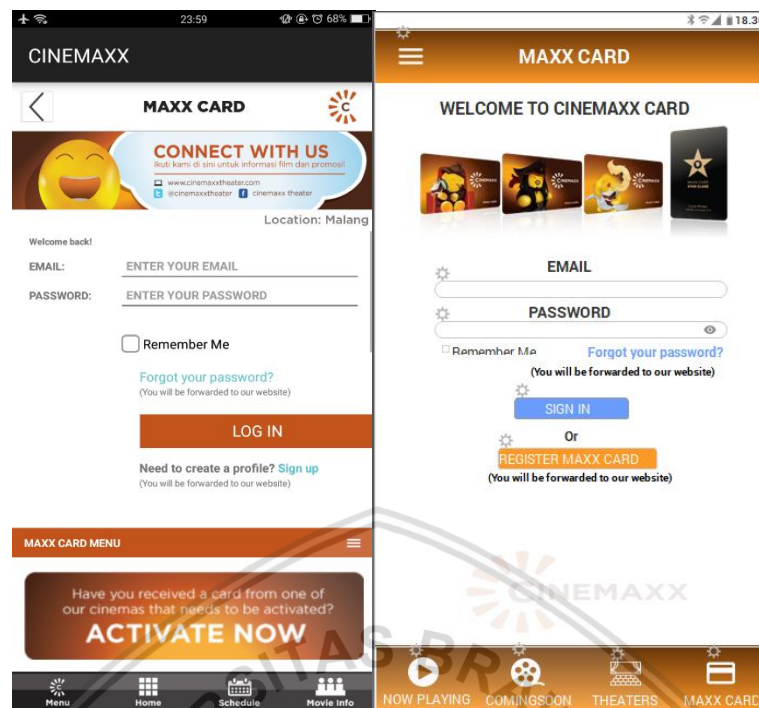 23:59
68%
CINEMAXX
MAXX CARD
CONNECT WITH US
Ikuti kami di sini untuk informasi film dan promosi!
www.cinemaxxtheater.com
@cinemaxxtheater cinemaxx theater
Location: Malang
Welcome back!
EMAIL: ENTER YOUR EMAIL
PASSWORD: ENTER YOUR PASSWORD
Remember Me
Forgot your password?
(You will be forwarded to our website)
LOG IN
Need to create a profile? Sign up
(You will be forwarded to our website)
MAXX CARD MENU
Have you received a card from one of
our cinemas that needs to be activated?
ACTIVATE NOW
Menu Home Schedule Movie Info
18.30
MAXX CARD
WELCOME TO CINEMAXX CARD
CINEMAXX
CINEMAXX
CINEMAXX
EMAIL
PASSWORD
Remember Me Forgot your password?
(You will be forwarded to our website)
SIGN IN
Or
REGISTER MAXX CARD
(You will be forwarded to our website)
CINEMAXX
NOW PLAYING COMINGSOON THEATERS MAXX CARD
SITAS BRA